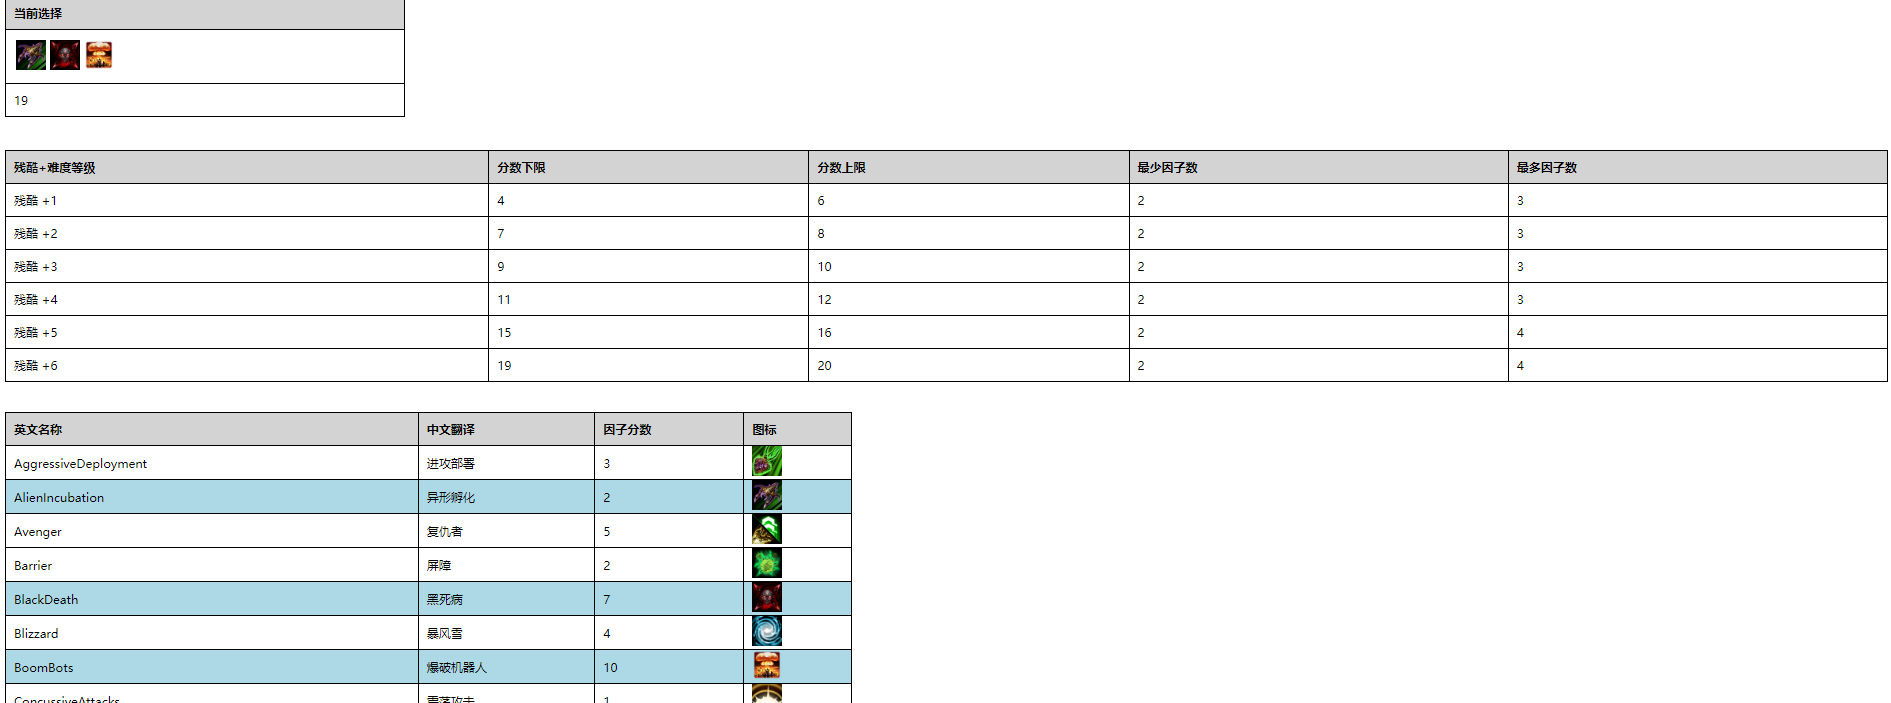 当前选择
19
残酷+难度等级 分数下限 分数上限 最少因子数 最多因子数
残酷 +1 4 6 2 3
残酷 +2 7 8 2 3
残酷 +3 9 10 2 3
残酷 +4 11 12 2 3
残酷 +5 15 16 2 4
残酷 +6 19 20 2 4
英文名称 中文翻译 因子分数 图标
AggressiveDeployment 进攻部署 3
AlienIncubation 异形孵化 2
Avenger 复仇者 5
Barrier 屏障 2
BlackDeath 黑死病 7
Blizzard 暴风雪 4
BoomBots 爆破机器人 10
ConcussiveAttacks 震荡攻击 1